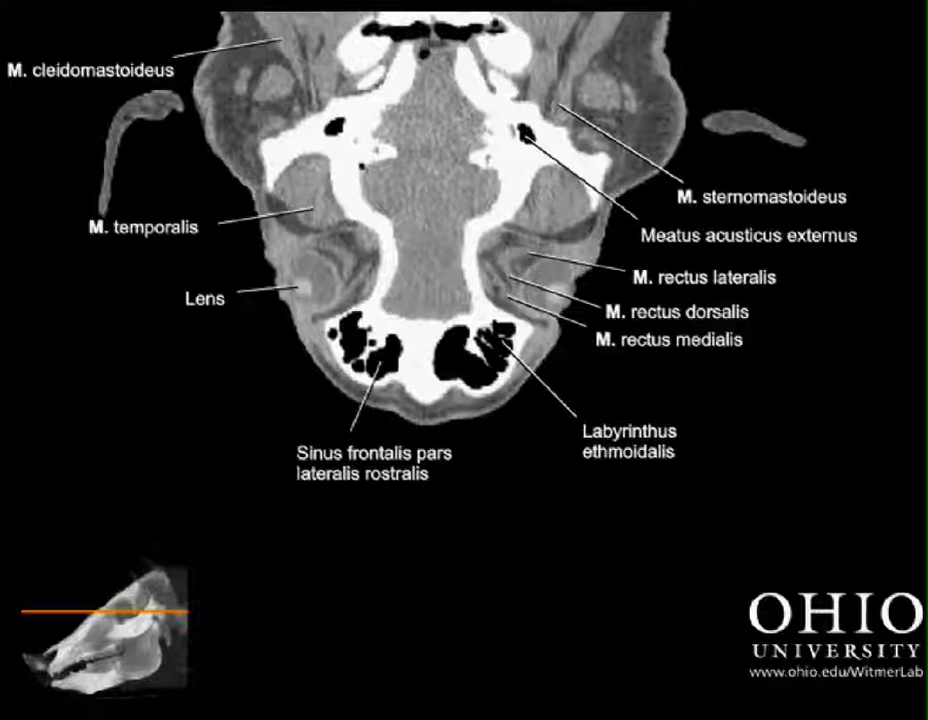 M. cleidomastoideus
M. sternomastoideus
M. temporalis
Meatus acusticus externus
M. rectus lateralis
Lens
M. rectus dorsalis
M. rectus medialis
Labyrinthus
ethmoidalis
Sinus frontalis pars
lateralis rostralis
OHIO
UNIVERSITY
www.ohio.edu/WitmerLab